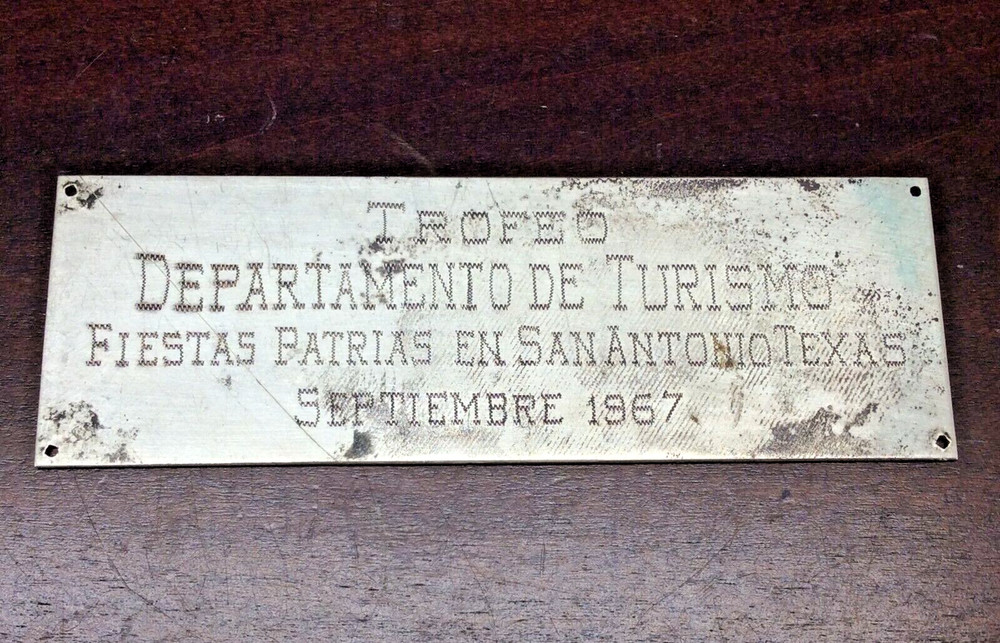 TROFEO
DEPARTAMENTO DE TURISMO
FIESTAS PATRIAS EN SAN ANTONIO TEXAS
SEPTIEMBRE 1967